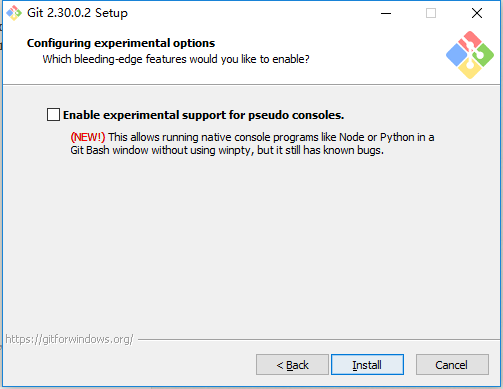 Git 2.30.0.2 Setup
Configuring experimental options
Which bleeding-edge features would you like to enable?
Enable experimental support for pseudo consoles.
(NEW!) This allows running native console programs like Node or Python in a
Git Bash window without using winpty, but it still has known bugs.
https://gitforwindows.org/
< Back
Install
Cancel